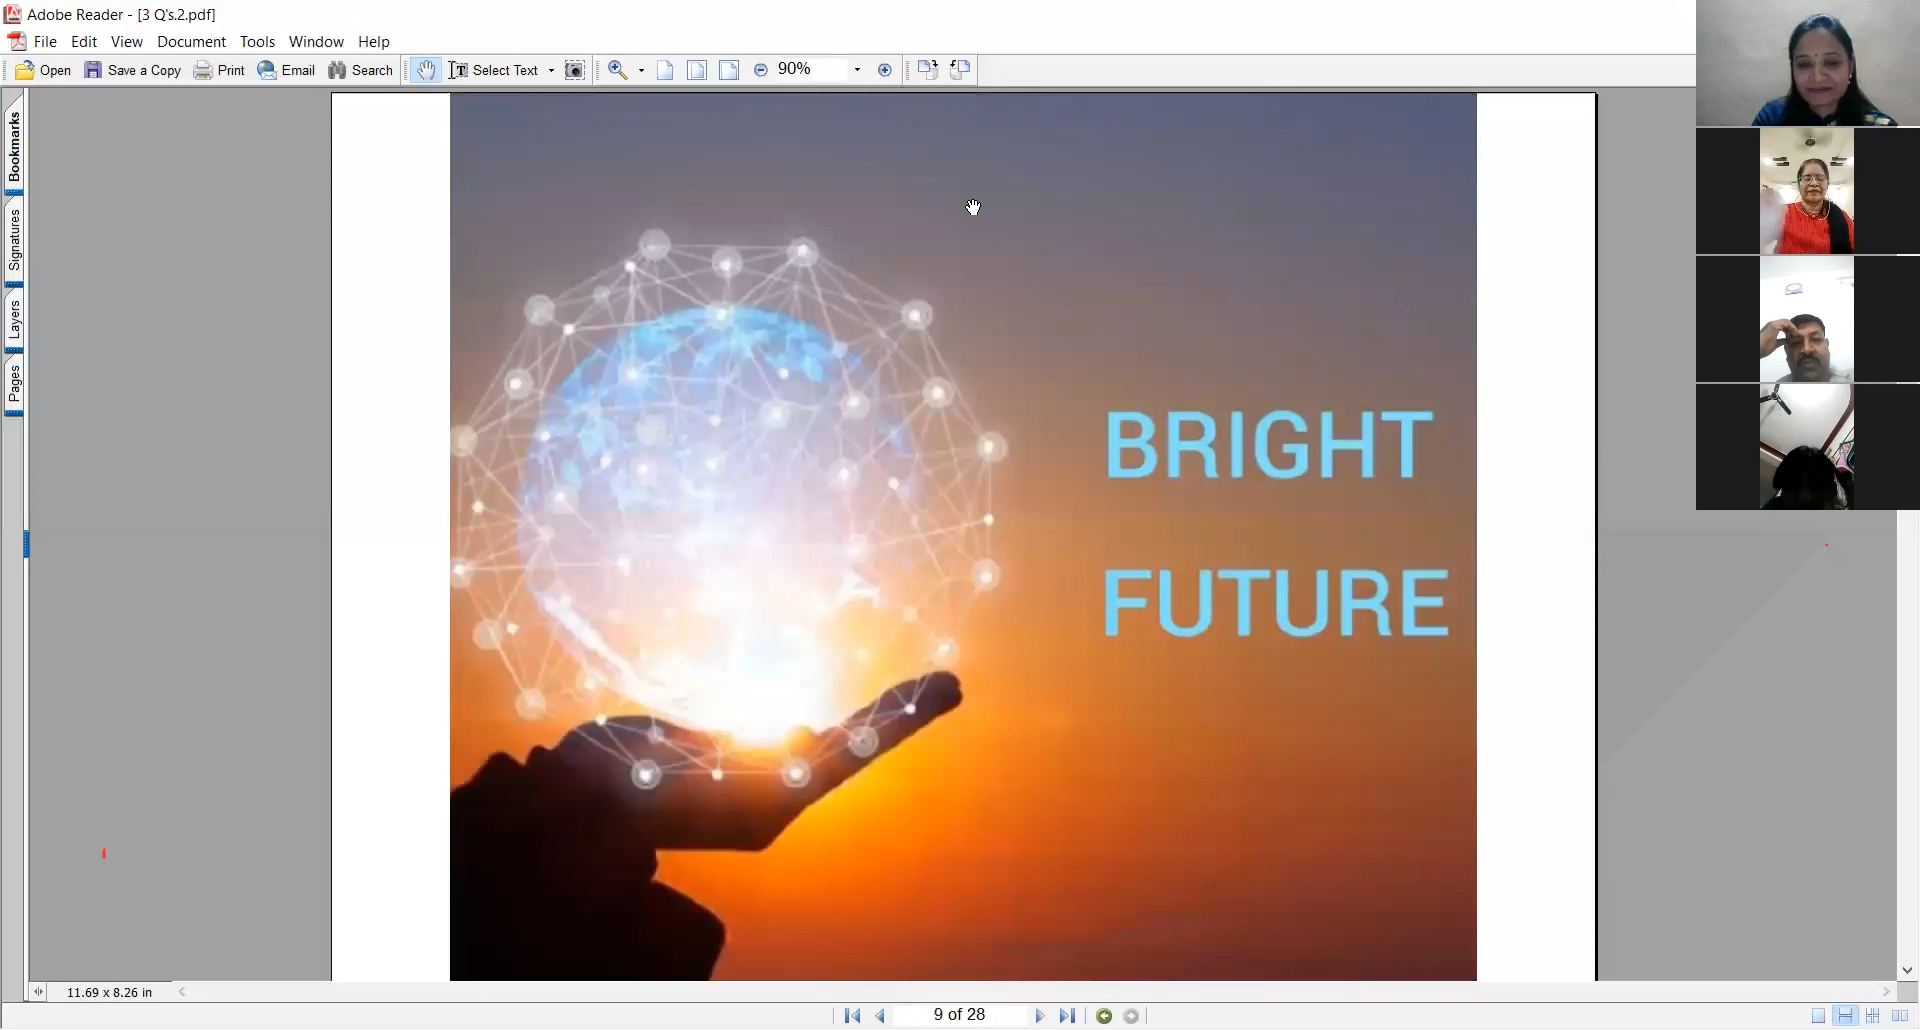 Adobe Reader - [3 Q's.2.pdf]
File Edit View Document Tools Window Help
Open Save a Copy Print Email Search Select Text 90%
Bookmarks
Signatures
Layers
Pages
BRIGHT
FUTURE
11.69 x 8.26 in
9 of 28